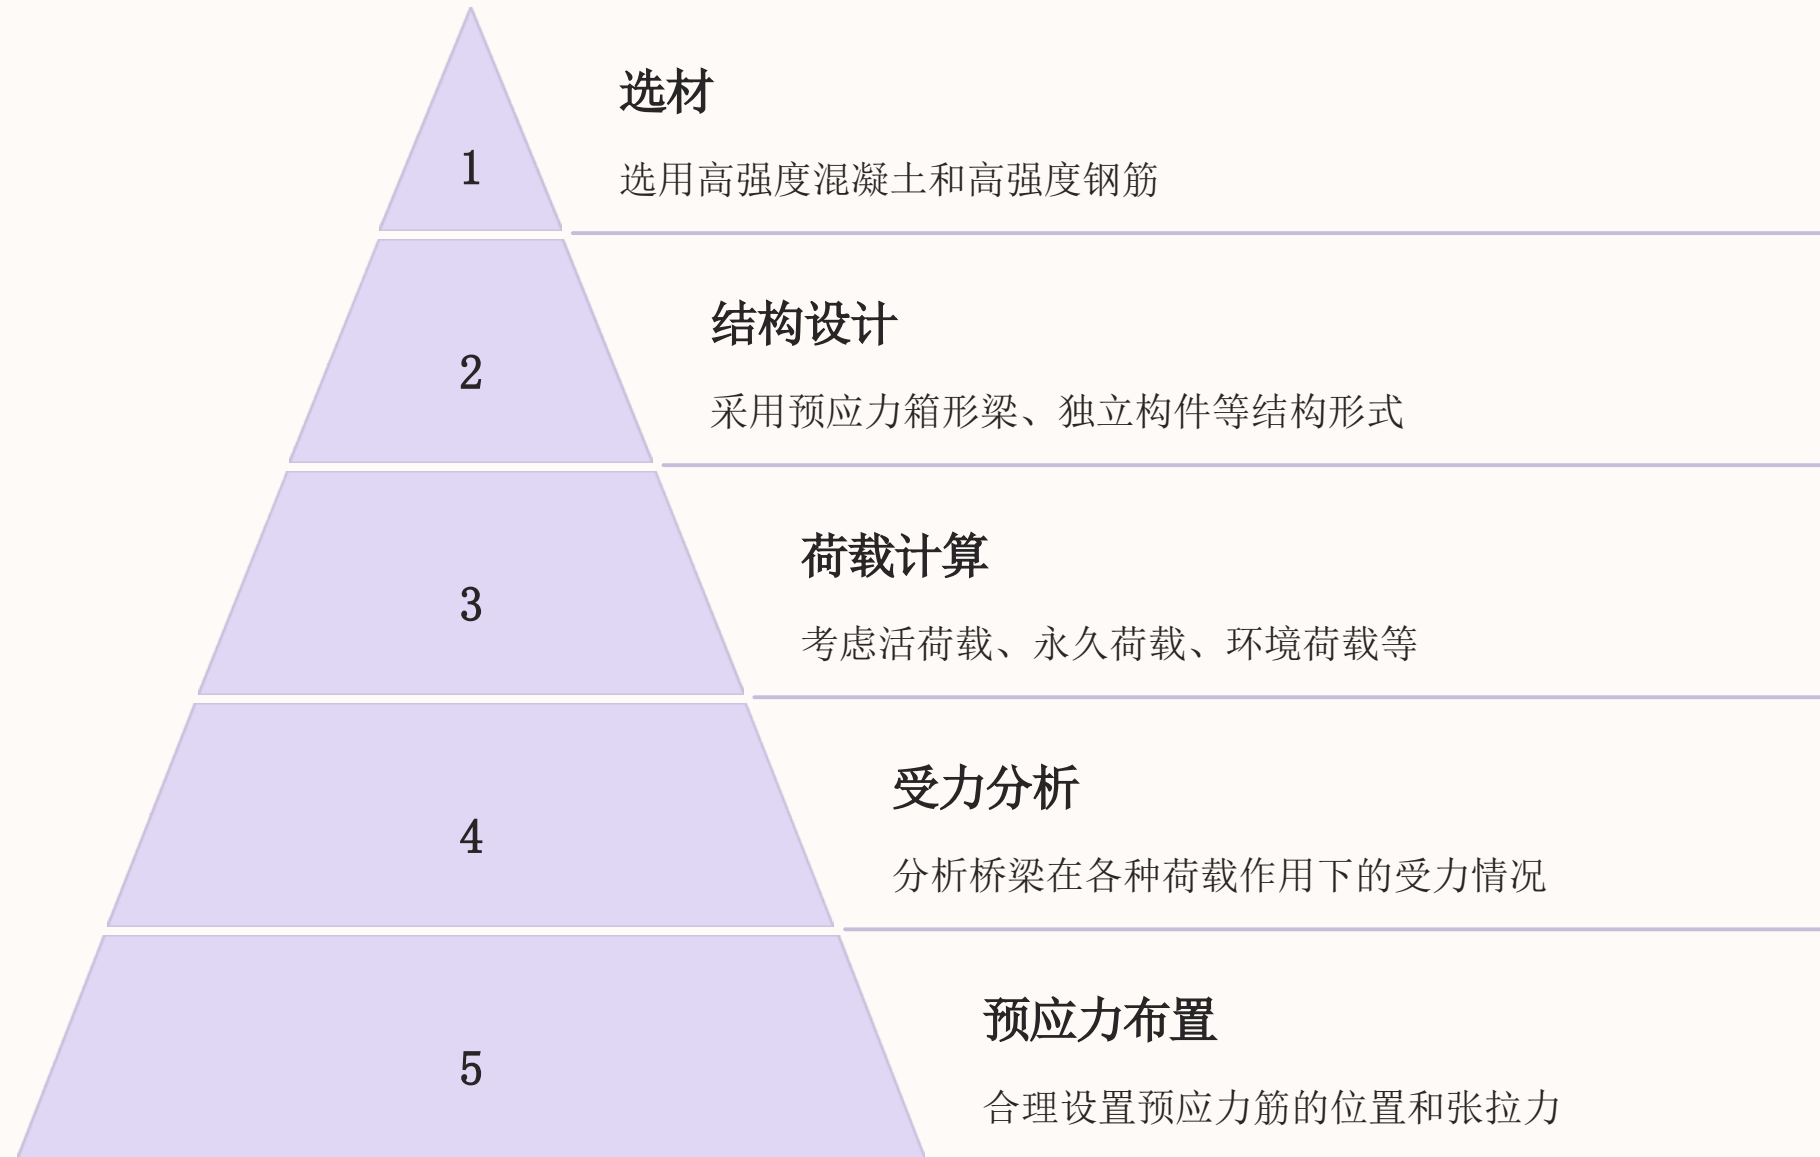 1
选材
选用高强度混凝土和高强度钢筋
2
结构设计
采用预应力箱形梁、独立构件等结构形式
3
荷载计算
考虑活荷载、永久荷载、环境荷载等
4
受力分析
分析桥梁在各种荷载作用下的受力情况
5
预应力布置
合理设置预应力筋的位置和张拉力